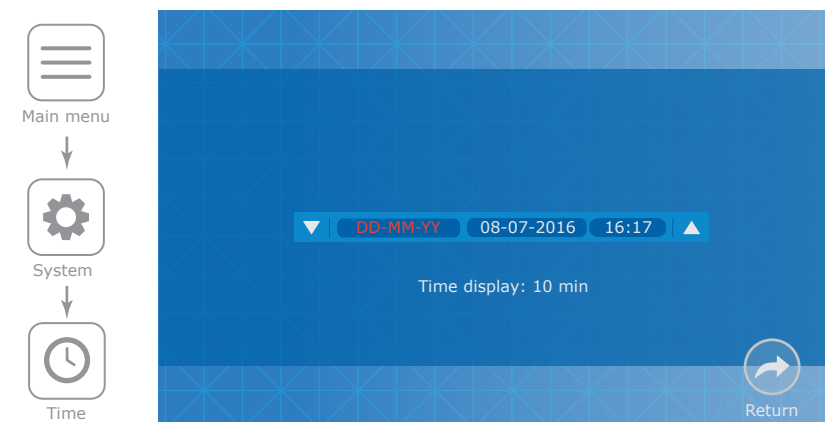 Main menu
System
Time
DD-MM-YY 08-07-2016 16:17
Time display: 10 min
Return